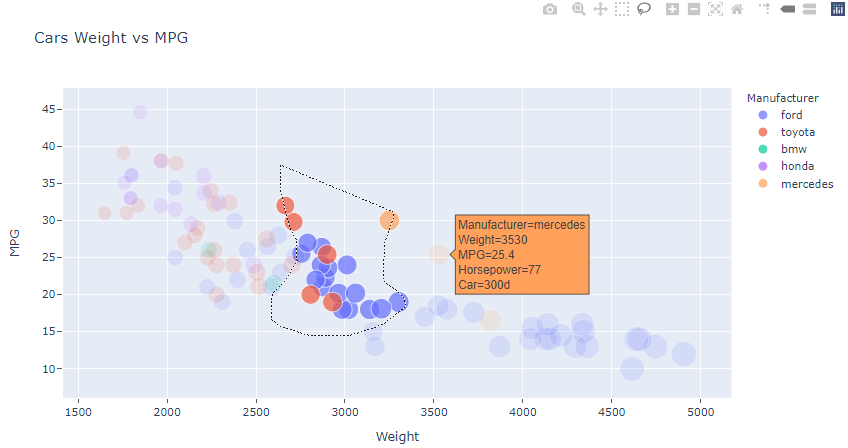 Cars Weight vs MPG
Manufacturer
ford
toyota
bmw
honda
mercedes
45
40
35
30
25
20
15
10
MPG
Manufacturer=mercedes
Weight=3530
MPG=25.4
Horsepower=77
Car=300d
1500 2000 2500 3000 3500 4000 4500 5000
Weight